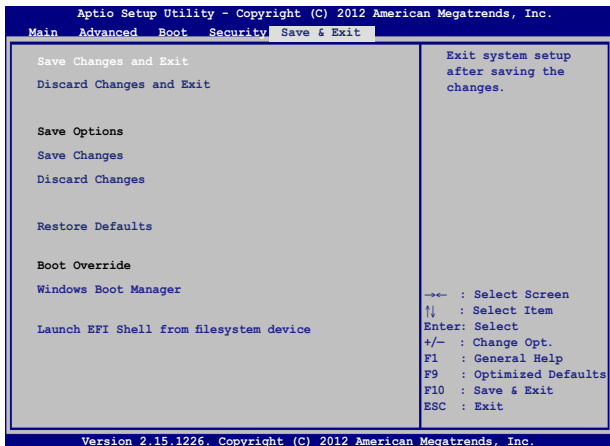 Aptio Setup Utility - Copyright (C) 2012 American Megatrends, Inc.
Main Advanced Boot Security Save & Exit
Save Changes and Exit
Discard Changes and Exit
Save Options
Save Changes
Discard Changes
Restore Defaults
Boot Override
Windows Boot Manager
Launch EFI Shell from filesystem device
Exit system setup
after saving the
changes.
→← : Select Screen
↑↓ : Select Item
Enter: Select
+/— : Change Opt.
F1 : General Help
F9 : Optimized Defaults
F10 : Save & Exit
ESC : Exit
Version 2.15.1226. Copyright (C) 2012 American Megatrends, Inc.